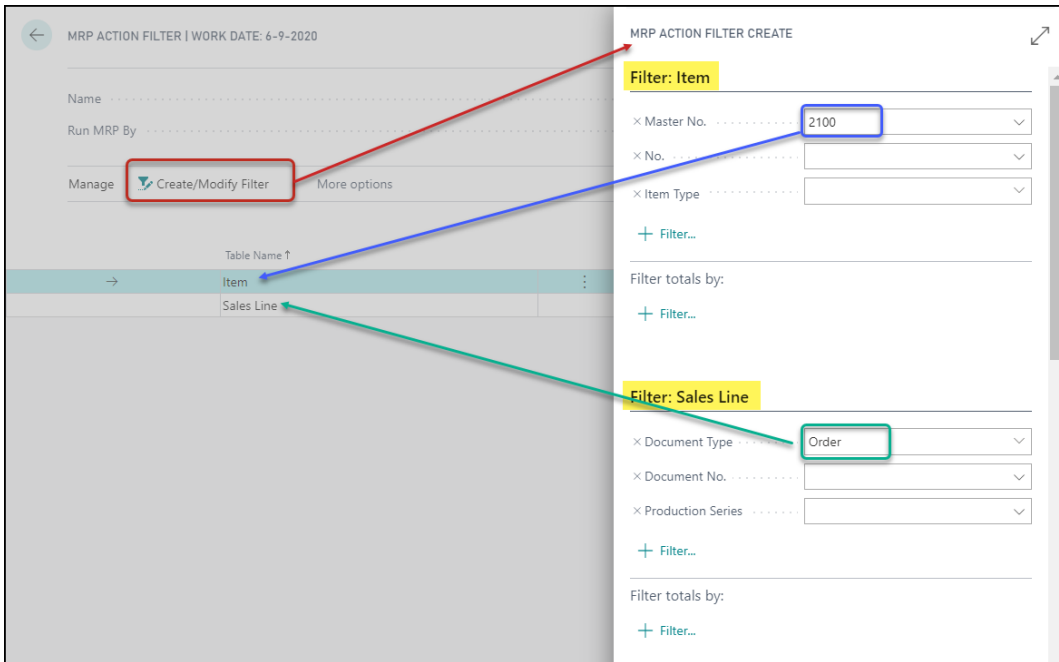 MRP ACTION FILTER | WORK DATE: 6-9-2020
Name
Run MRP By
Manage
Create/Modify Filter
More options
Table Name ↑
Item
Sales Line
MRP ACTION FILTER CREATE
Filter: Item
× Master No.
2100
× No.
× Item Type
+ Filter...
Filter totals by:
+ Filter...
Filter: Sales Line
× Document Type
Order
× Document No.
× Production Series
+ Filter...
Filter totals by:
+ Filter...